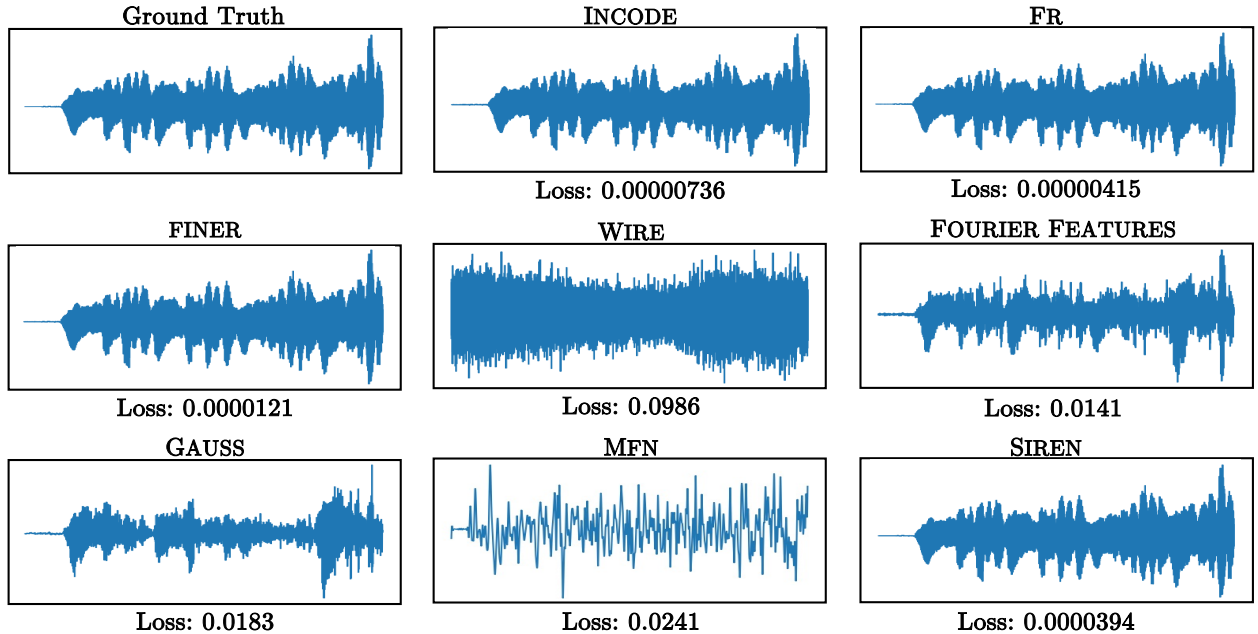 Ground Truth
INCODE
FR
Loss: 0.00000736
Loss: 0.00000415
FINER
WIRE
FOURIER FEATURES
Loss: 0.0000121
Loss: 0.0986
Loss: 0.0141
GAUSS
MFN
SIREN
Loss: 0.0183
Loss: 0.0241
Loss: 0.0000394